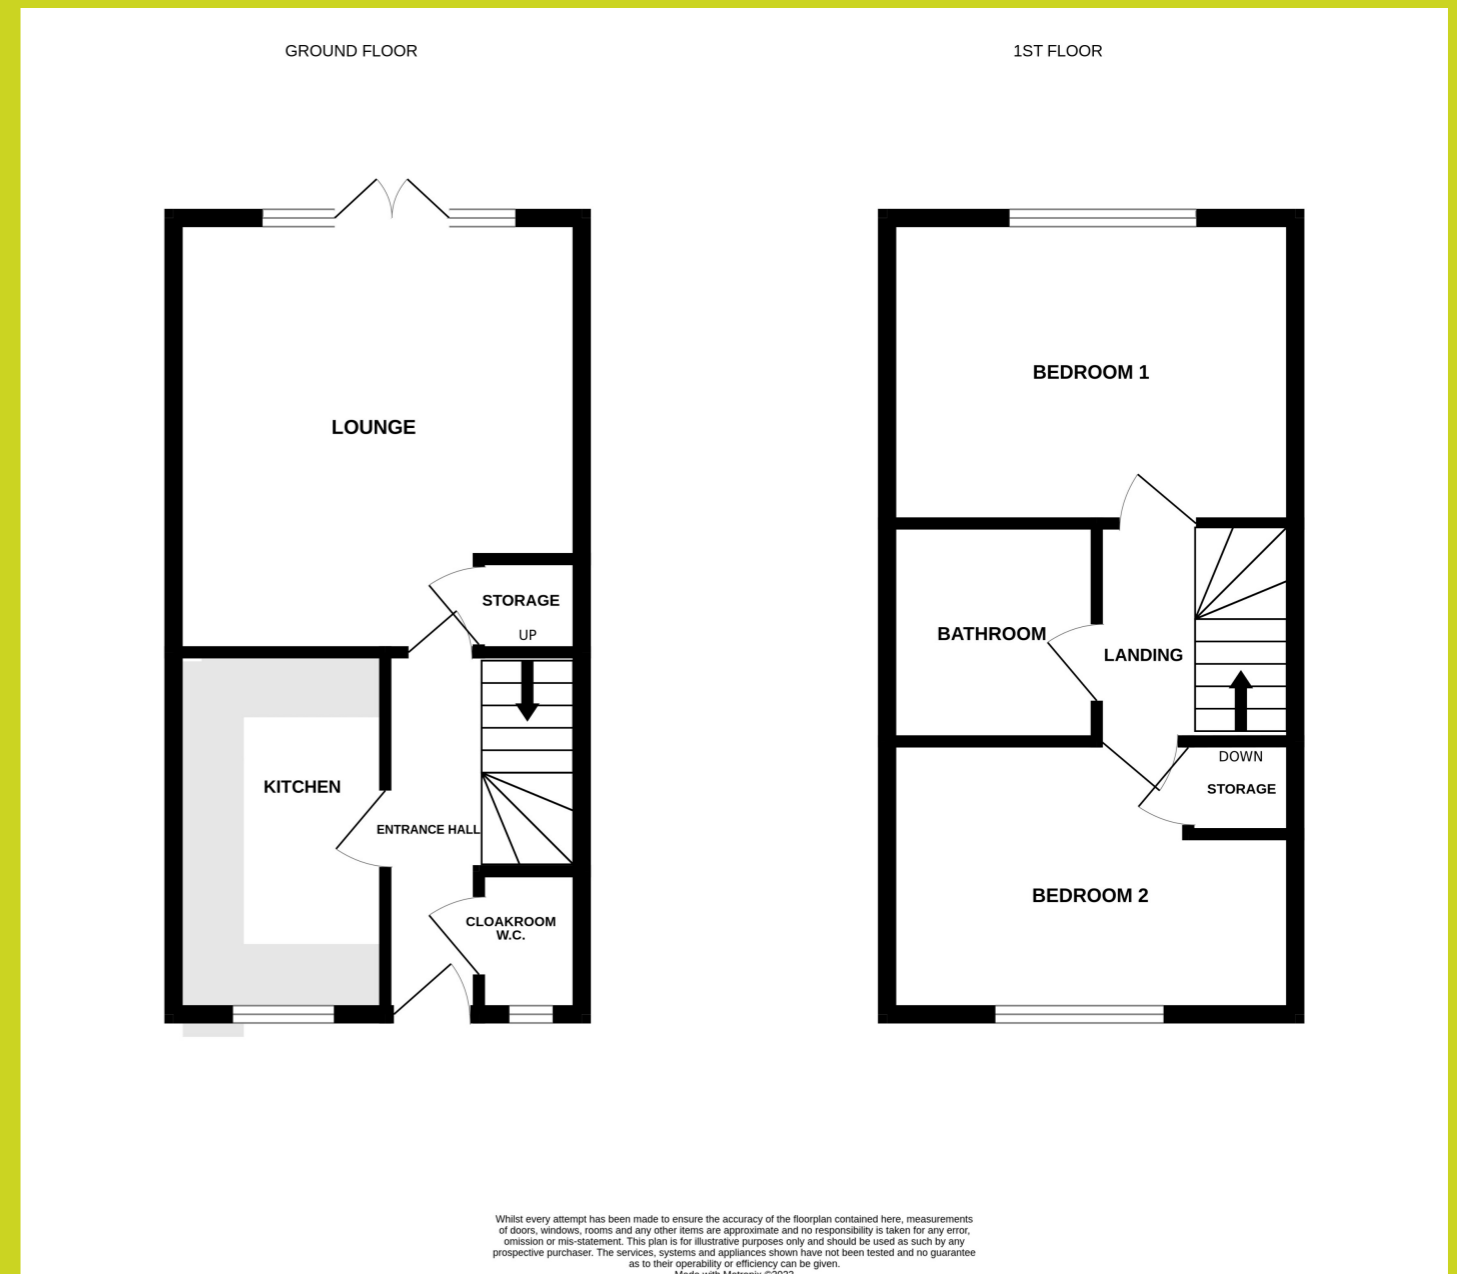 GROUND FLOOR
1ST FLOOR
LOUNGE
STORAGE
UP
KITCHEN
ENTRANCE HALL
CLOAKROOM
W.C.
BEDROOM 1
BATHROOM
LANDING
DOWN
STORAGE
BEDROOM 2
Whilst every attempt has been made to ensure the accuracy of the floorplan contained here, measurements
of doors, windows, rooms and any other items are approximate and no responsibility is taken for any error,
omission or mis-statement. This plan is for illustrative purposes only and should be used as such by any
prospective purchaser. The services, systems and appliances shown have not been tested and no guarantee
as to their operability or efficiency can be given.
Made with Metropix ©2023